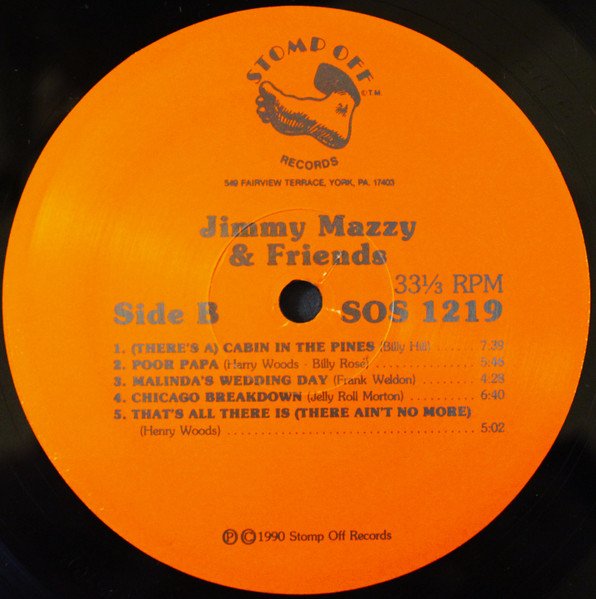 STOMP OFF
©T.M.
RECORDS
549 FAIRVIEW TERRACE, YORK, PA. 17403
Jimmy Mazzy
& Friends
33⅓ RPM
Side B SOS 1219
1. (THERE'S A) CABIN IN THE PINES (Billy Hill) ........ 7:39
2. POOR PAPA (Harry Woods - Billy Rose) ............ 5:48
3. MALINDA'S WEDDING DAY (Frank Weldon) ....... 4:28
4. CHICAGO BREAKDOWN (Jelly Roll Morton) ....... 6:40
5. THAT'S ALL THERE IS (THERE AIN'T NO MORE)
(Henry Woods) .............................. 5:02
Ⓟ © 1990 Stomp Off Records